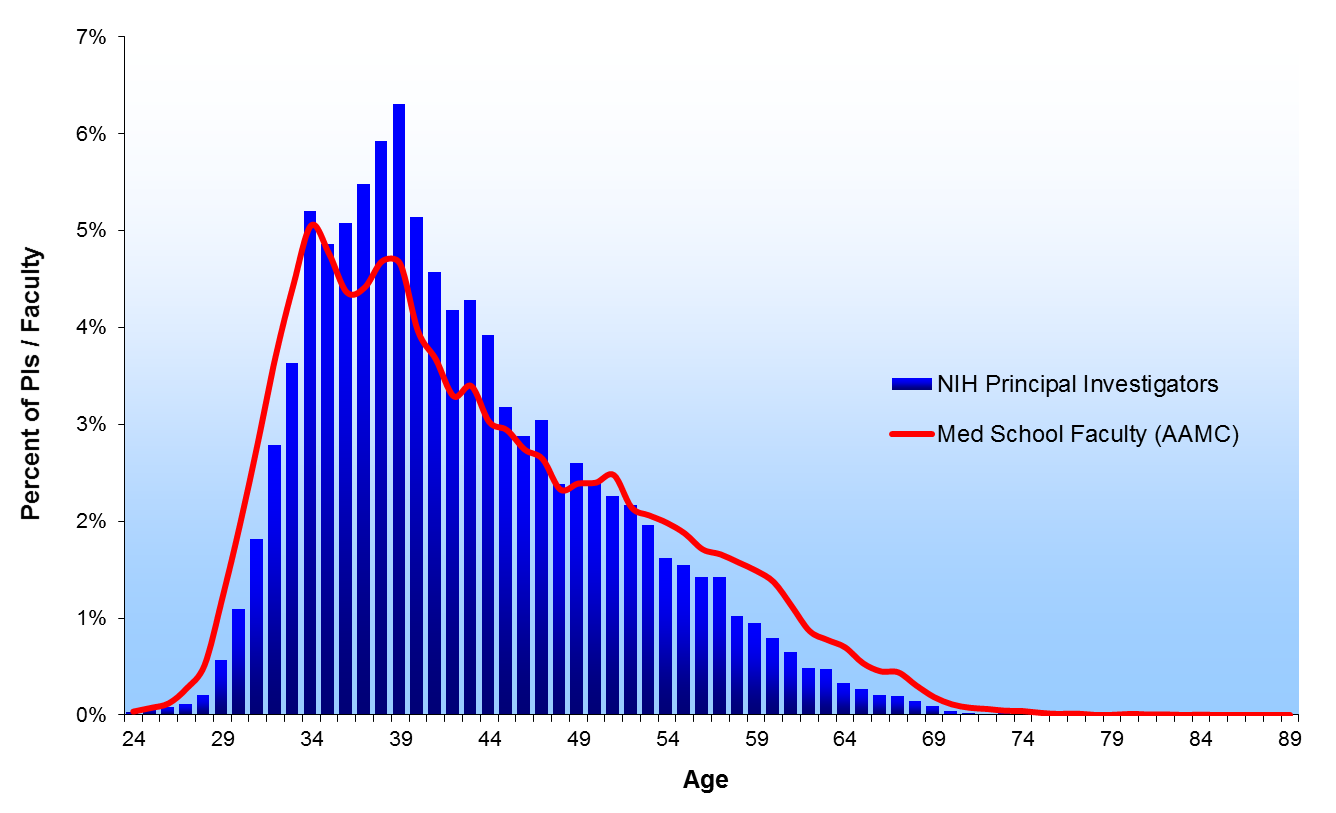 7%
6%
5%
4%
3%
2%
1%
0%
Percent of PIs / Faculty
NIH Principal Investigators
Med School Faculty (AAMC)
24 29 34 39 44 49 54 59 64 69 74 79 84 89
Age